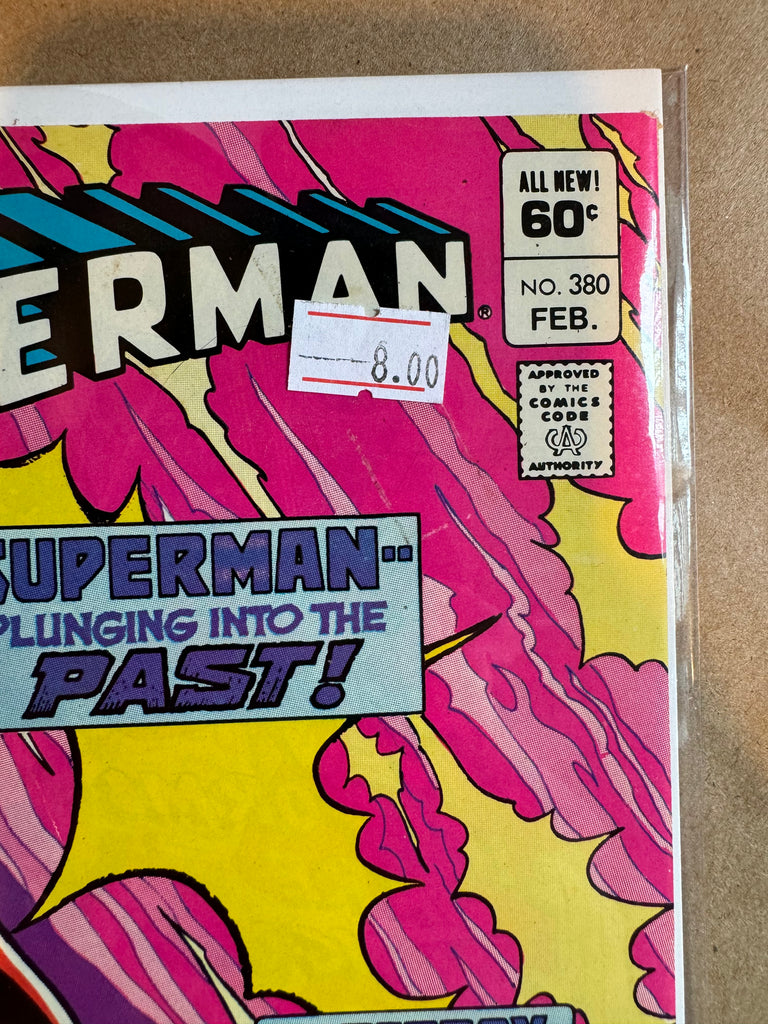 ERMAN®
8.00
ALL NEW!
60¢
NO. 380
FEB.
APPROVED
BY THE
COMICS
CODE
CA
AUTHORITY
SUPERMAN--
PLUNGING INTO THE
PAST!